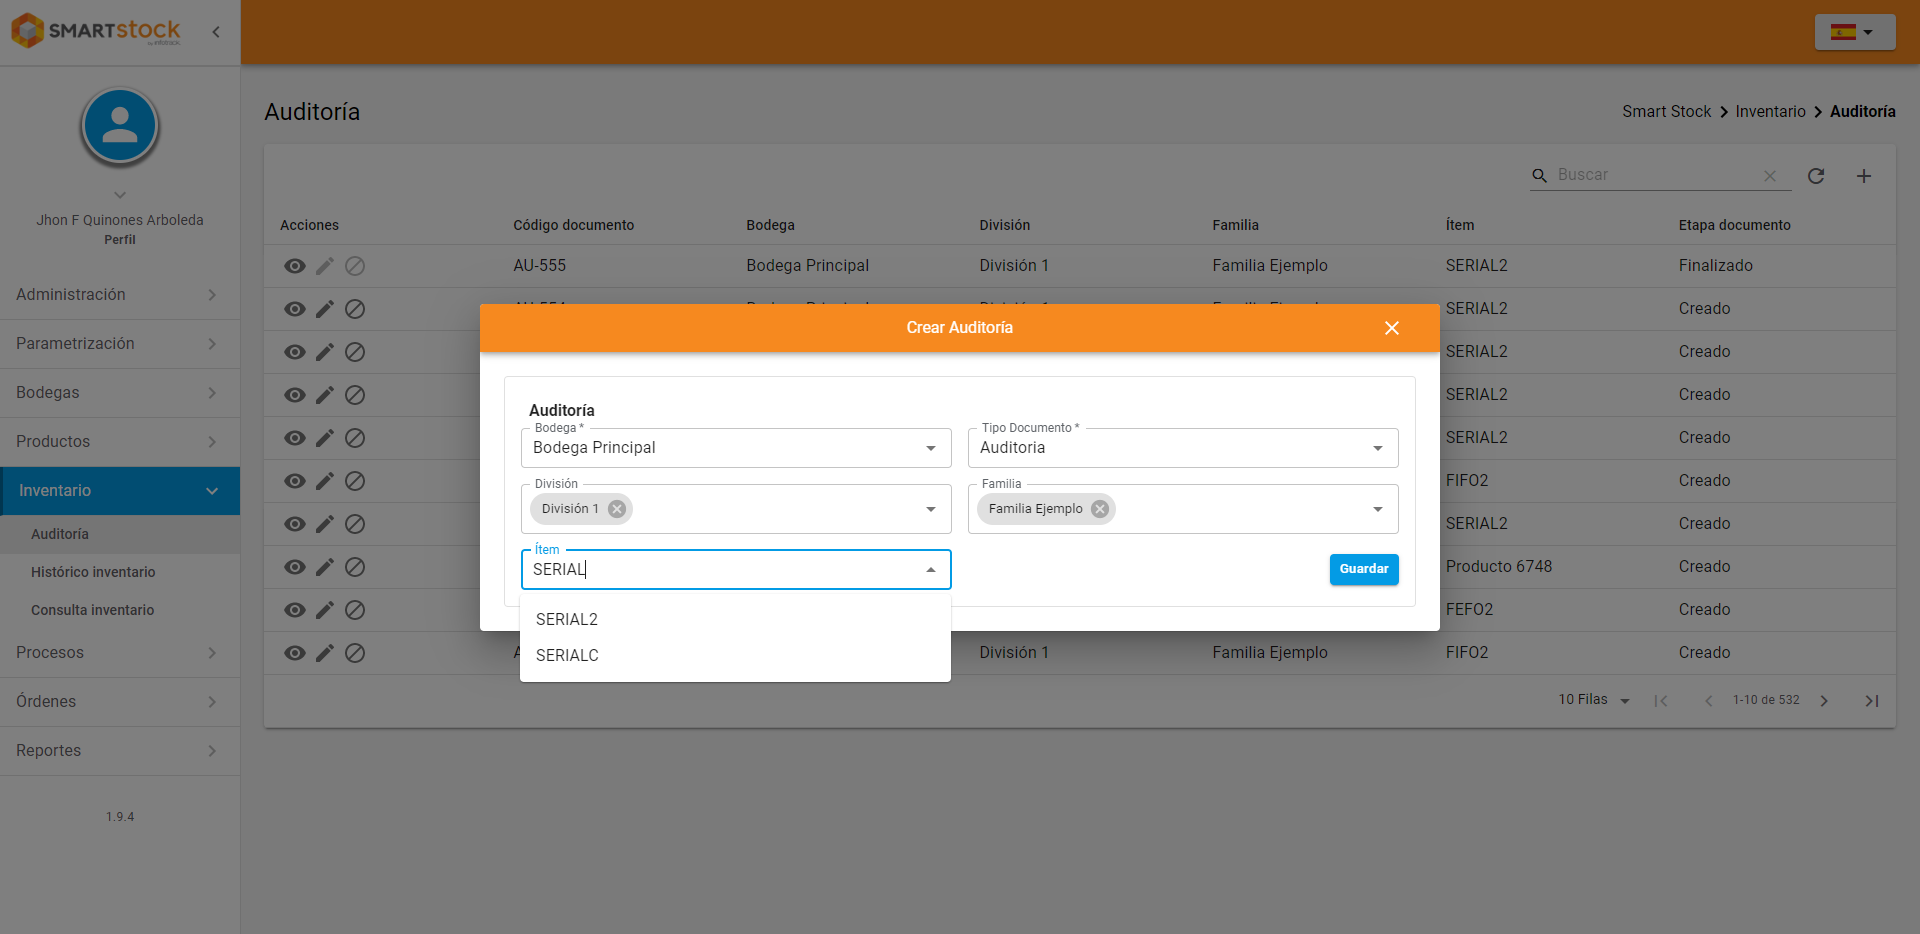 SMARTstock
by infotrack
Jhon F Quinones Arboleda
Perfil
Administración
Parametrización
Bodegas
Productos
Inventario
Auditoría
Histórico inventario
Consulta inventario
Procesos
Órdenes
Reportes
1.9.4
Auditoría
Smart Stock Inventario Auditoría
Buscar
Acciones Código documento Bodega División Familia Ítem Etapa documento
AU-555 Bodega Principal División 1 Familia Ejemplo SERIAL2 Finalizado
SERIAL2 Creado
SERIAL2 Creado
SERIAL2 Creado
SERIAL2 Creado
FIFO2 Creado
SERIAL2 Creado
Producto 6748 Creado
FEFO2 Creado
División 1 Familia Ejemplo FIFO2 Creado
10 Filas 1-10 de 532
Crear Auditoría
Auditoría
Bodega * Tipo Documento *
Bodega Principal Auditoria
División Familia
División 1 Familia Ejemplo
Ítem
SERIAL Guardar
SERIAL2
SERIALC